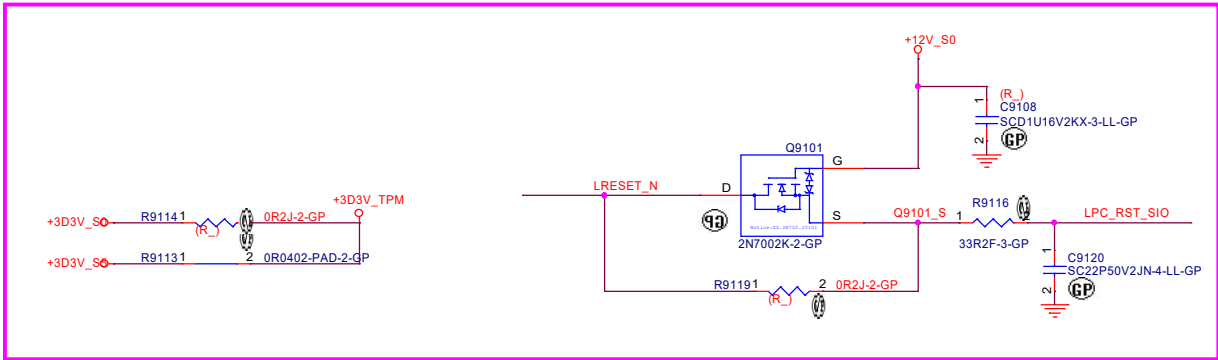 +12V_S0
(R_)
1
C9108
SCD1U16V2KX-3-LL-GP
2
GP
Q9101
G
LRESET_N
D
+3D3V_TPM
GP
S
Q9101_S
1
R9116
2
LPC_RST_SIO
+3D3V_S0
R9114
1
0R2J-2-GP
(R_)
2N7002K-2-GP
33R2F-3-GP
1
C9120
SC22P50V2JN-4-LL-GP
+3D3V_S5
R9113
1
2
0R0402-PAD-2-GP
R9119
1
2
0R2J-2-GP
(R_)
2
GP